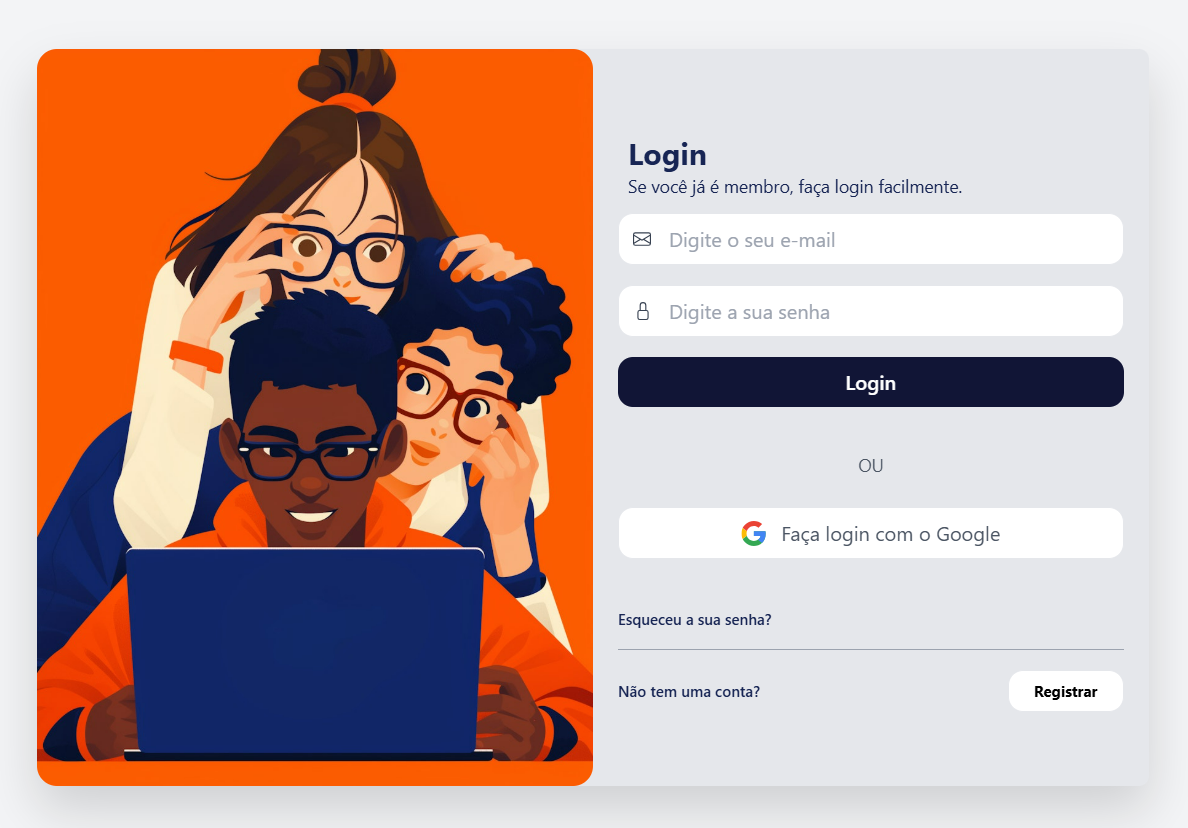 Login
Se você já é membro, faça login facilmente.
Digite o seu e-mail
Digite a sua senha
Login
OU
Faça login com o Google
Esqueceu a sua senha?
Não tem uma conta?
Registrar